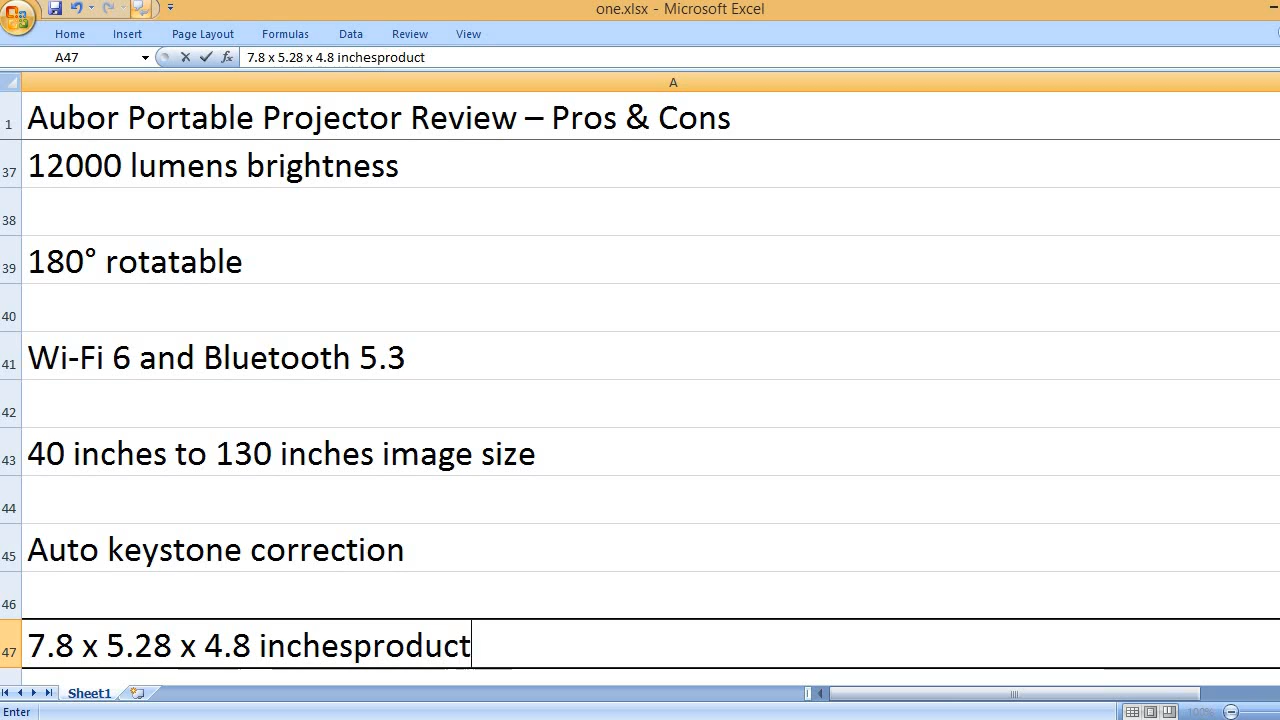 one.xlsx - Microsoft Excel
Home Insert Page Layout Formulas Data Review View
A47 fx 7.8 x 5.28 x 4.8 inchesproduct
A
1 Aubor Portable Projector Review – Pros & Cons
37 12000 lumens brightness
38
39 180° rotatable
40
41 Wi-Fi 6 and Bluetooth 5.3
42
43 40 inches to 130 inches image size
44
45 Auto keystone correction
46
47 7.8 x 5.28 x 4.8 inchesproduct
Sheet1
Enter 100%